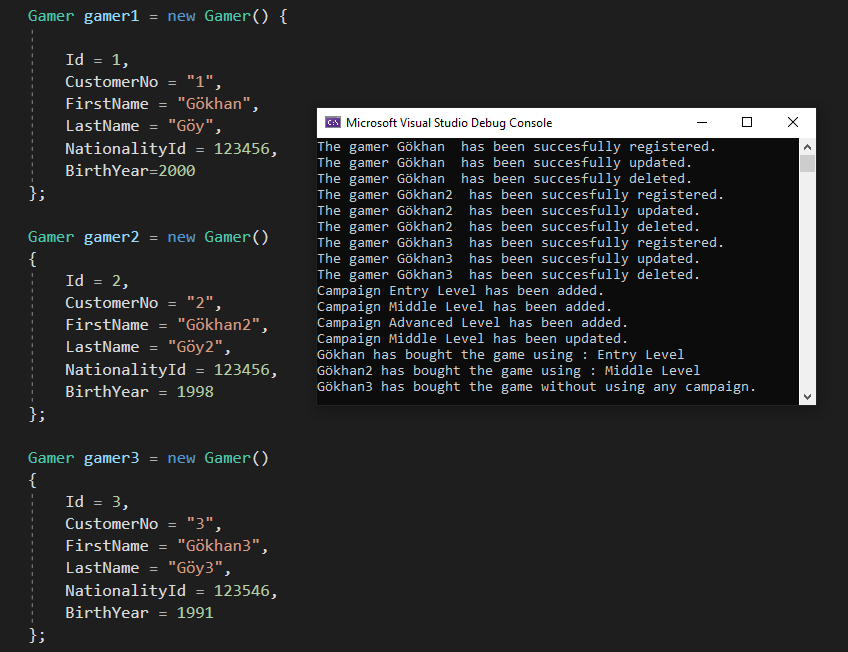 Gamer gamer1 = new Gamer() {
Id = 1,
CustomerNo = "1",
FirstName = "Gökhan",
LastName = "Göy",
NationalityId = 123456,
BirthYear=2000
};
Gamer gamer2 = new Gamer()
{
Id = 2,
CustomerNo = "2",
FirstName = "Gökhan2",
LastName = "Göy2",
NationalityId = 123456,
BirthYear = 1998
};
Gamer gamer3 = new Gamer()
{
Id = 3,
CustomerNo = "3",
FirstName = "Gökhan3",
LastName = "Göy3",
NationalityId = 123546,
BirthYear = 1991
};
Microsoft Visual Studio Debug Console
The gamer Gökhan  has been succesfully registered.
The gamer Gökhan  has been succesfully updated.
The gamer Gökhan  has been succesfully deleted.
The gamer Gökhan2  has been succesfully registered.
The gamer Gökhan2  has been succesfully updated.
The gamer Gökhan2  has been succesfully deleted.
The gamer Gökhan3  has been succesfully registered.
The gamer Gökhan3  has been succesfully updated.
The gamer Gökhan3  has been succesfully deleted.
Campaign Entry Level has been added.
Campaign Middle Level has been added.
Campaign Advanced Level has been added.
Campaign Middle Level has been updated.
Gökhan has bought the game using : Entry Level
Gökhan2 has bought the game using : Middle Level
Gökhan3 has bought the game without using any campaign.